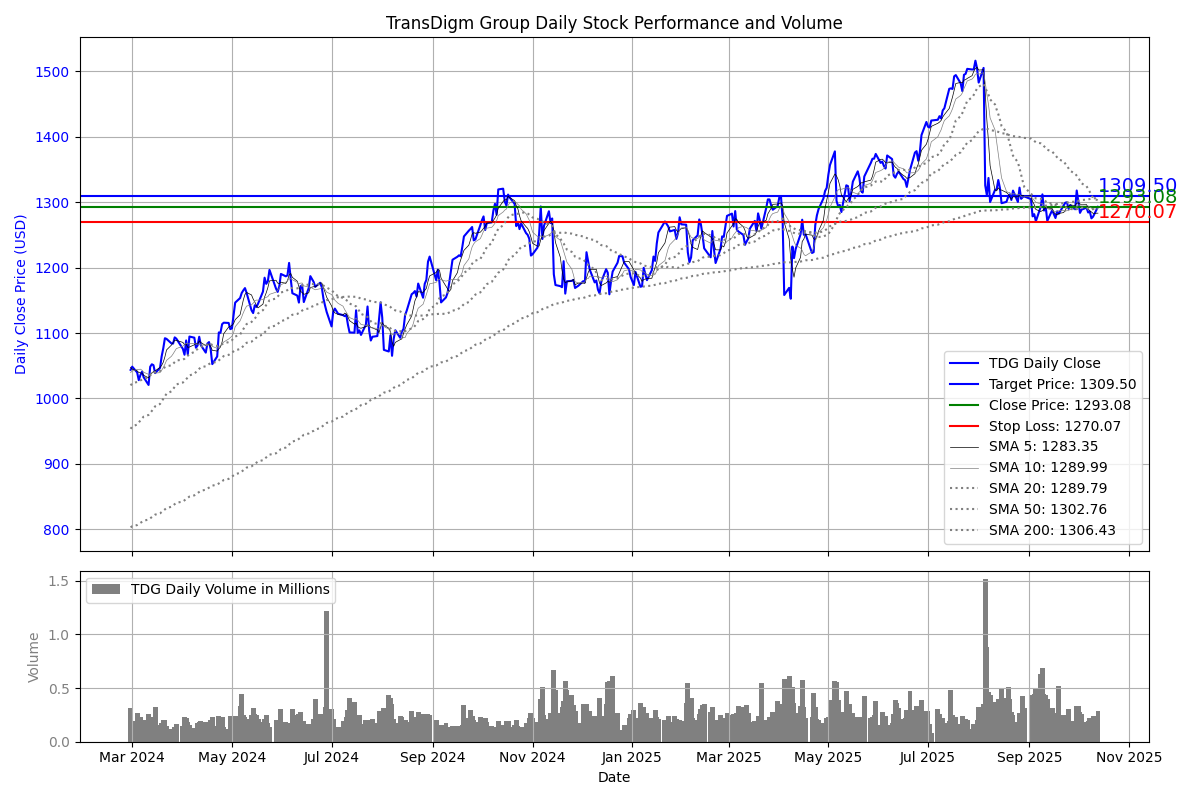 TransDigm Group Daily Stock Performance and Volume
Daily Close Price (USD)
1500
1400
1300
1200
1100
1000
900
800
1309.50
1293.08
1270.07
TDG Daily Close
Target Price: 1309.50
Close Price: 1293.08
Stop Loss: 1270.07
SMA 5: 1283.35
SMA 10: 1289.99
SMA 20: 1289.79
SMA 50: 1302.76
SMA 200: 1306.43
Volume
1.5
1.0
0.5
0.0
TDG Daily Volume in Millions
Mar 2024 May 2024 Jul 2024 Sep 2024 Nov 2024 Jan 2025 Mar 2025 May 2025 Jul 2025 Sep 2025 Nov 2025
Date